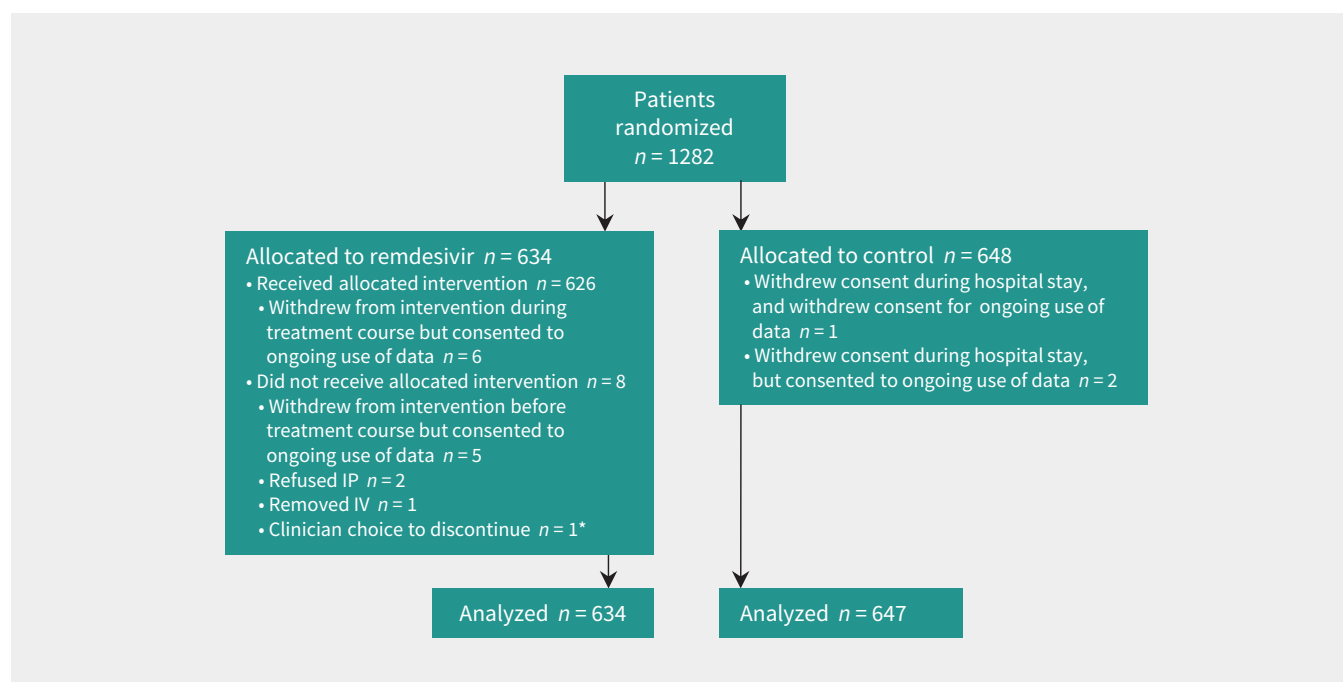 Patients
randomized
n = 1282
Allocated to remdesivir n = 634
• Received allocated intervention n = 626
• Withdrew from intervention during
treatment course but consented to
ongoing use of data n = 6
• Did not receive allocated intervention n = 8
• Withdrew from intervention before
treatment course but consented to
ongoing use of data n = 5
• Refused IP n = 2
• Removed IV n = 1
• Clinician choice to discontinue n = 1*
Allocated to control n = 648
• Withdrew consent during hospital stay,
and withdrew consent for ongoing use of
data n = 1
• Withdrew consent during hospital stay,
but consented to ongoing use of data n = 2
Analyzed n = 634
Analyzed n = 647